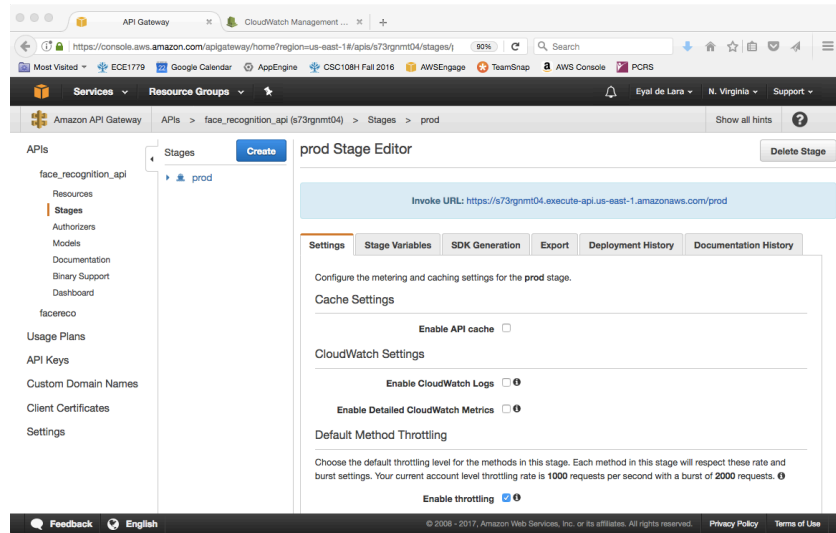 API Gateway
CloudWatch Management ...
https://console.aws.amazon.com/apigateway/home?region=us-east-1#/apis/s73rgnmt04/stages/
90%
Search
Most Visited
ECE1779
Google Calendar
AppEngine
CSC108H Fall 2016
AWSEngage
TeamSnap
AWS Console
PCRS
Services
Resource Groups
Eyal de Lara
N. Virginia
Support
Amazon API Gateway
APIs > face_recognition_api (s73rgnmt04) > Stages > prod
Show all hints
APIs
face_recognition_api
Resources
Stages
Authorizers
Models
Documentation
Binary Support
Dashboard
facereco
Usage Plans
API Keys
Custom Domain Names
Client Certificates
Settings
Stages
Create
prod
prod Stage Editor
Delete Stage
Invoke URL: https://s73rgnmt04.execute-api.us-east-1.amazonaws.com/prod
Settings
Stage Variables
SDK Generation
Export
Deployment History
Documentation History
Configure the metering and caching settings for the prod stage.
Cache Settings
Enable API cache
CloudWatch Settings
Enable CloudWatch Logs
Enable Detailed CloudWatch Metrics
Default Method Throttling
Choose the default throttling level for the methods in this stage. Each method in this stage will respect these rate and
burst settings. Your current account level throttling rate is 1000 requests per second with a burst of 2000 requests.
Enable throttling
Feedback
English
© 2008 - 2017, Amazon Web Services, Inc. or its affiliates. All rights reserved.
Privacy Policy
Terms of Use